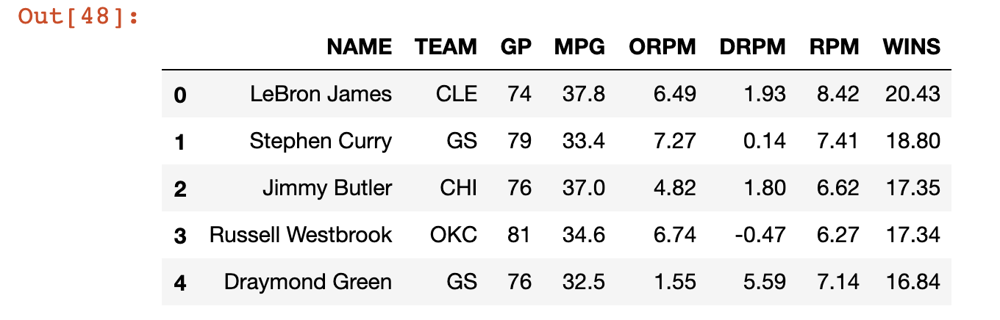 Out[48]:
NAME TEAM GP MPG ORPM DRPM RPM WINS
0 LeBron James CLE 74 37.8 6.49 1.93 8.42 20.43
1 Stephen Curry GS 79 33.4 7.27 0.14 7.41 18.80
2 Jimmy Butler CHI 76 37.0 4.82 1.80 6.62 17.35
3 Russell Westbrook OKC 81 34.6 6.74 -0.47 6.27 17.34
4 Draymond Green GS 76 32.5 1.55 5.59 7.14 16.84